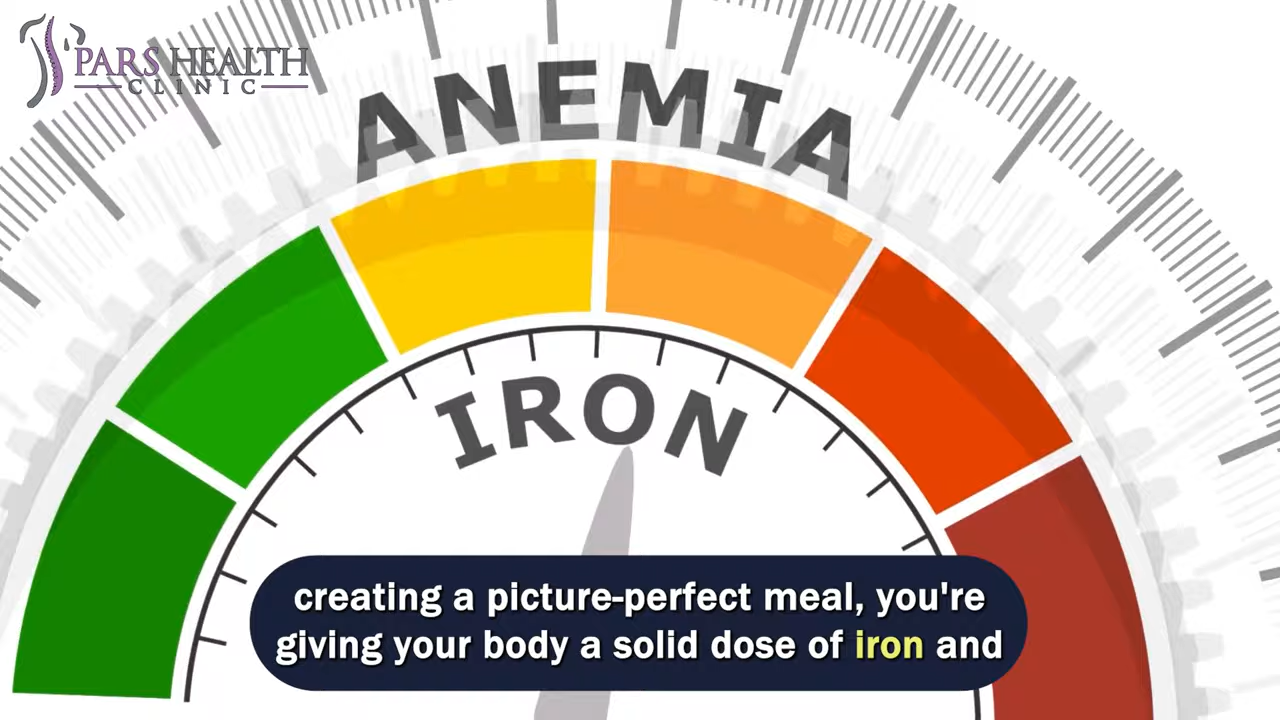 PARS HEALTH
CLINIC
ANEMIA
IRON
creating a picture-perfect meal, you're
giving your body a solid dose of iron and